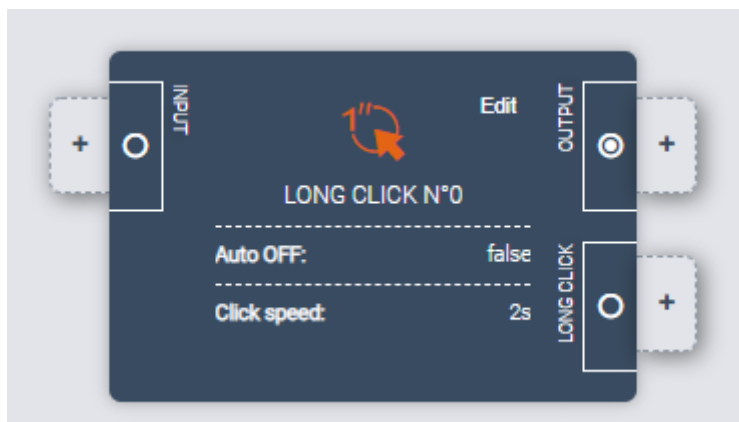 INPUT
1"
Edit
OUTPUT
+
+
LONG CLICK N°0
Auto OFF: false
LONG CLICK
Click speed: 2s
+